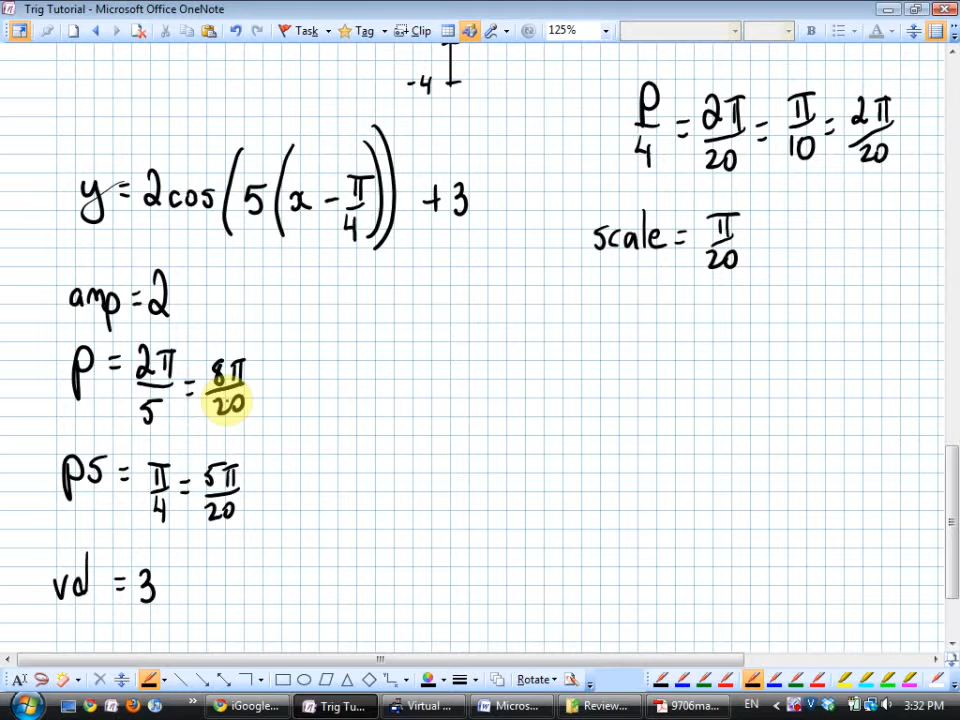 Trig Tutorial - Microsoft Office OneNote
Task Tag Clip 125% A
-4
P/4 = 2π/20 = π/10 = 2π/20
y = 2cos(5(x - π/4)) + 3
scale = π/20
amp = 2
P = 2π/5 = 8π/20
PS = π/4 = 5π/20
vd = 3
Rotate
iGoogle... Trig Tu... Virtual ... Micros... Review... 9706ma... EN 3:32 PM